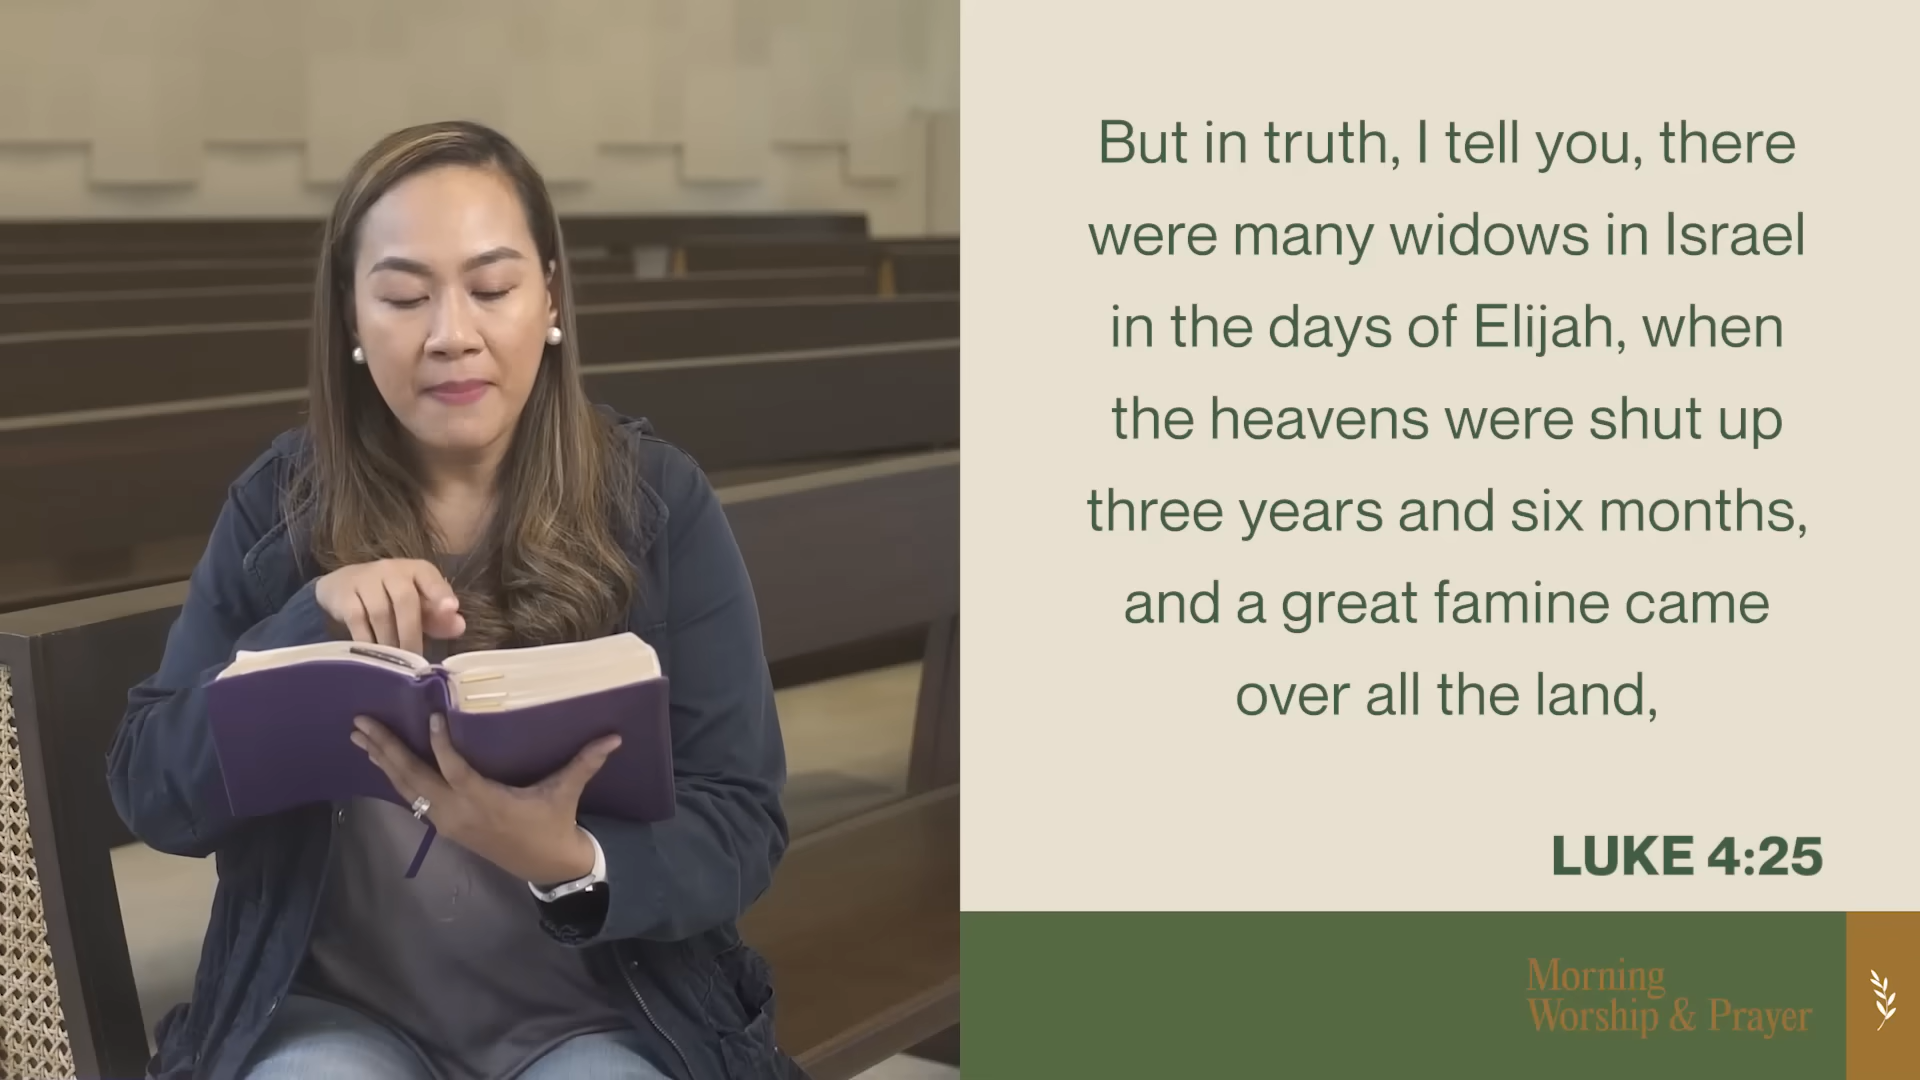 But in truth, I tell you, there
were many widows in Israel
in the days of Elijah, when
the heavens were shut up
three years and six months,
and a great famine came
over all the land,
LUKE 4:25
Morning
Worship & Prayer